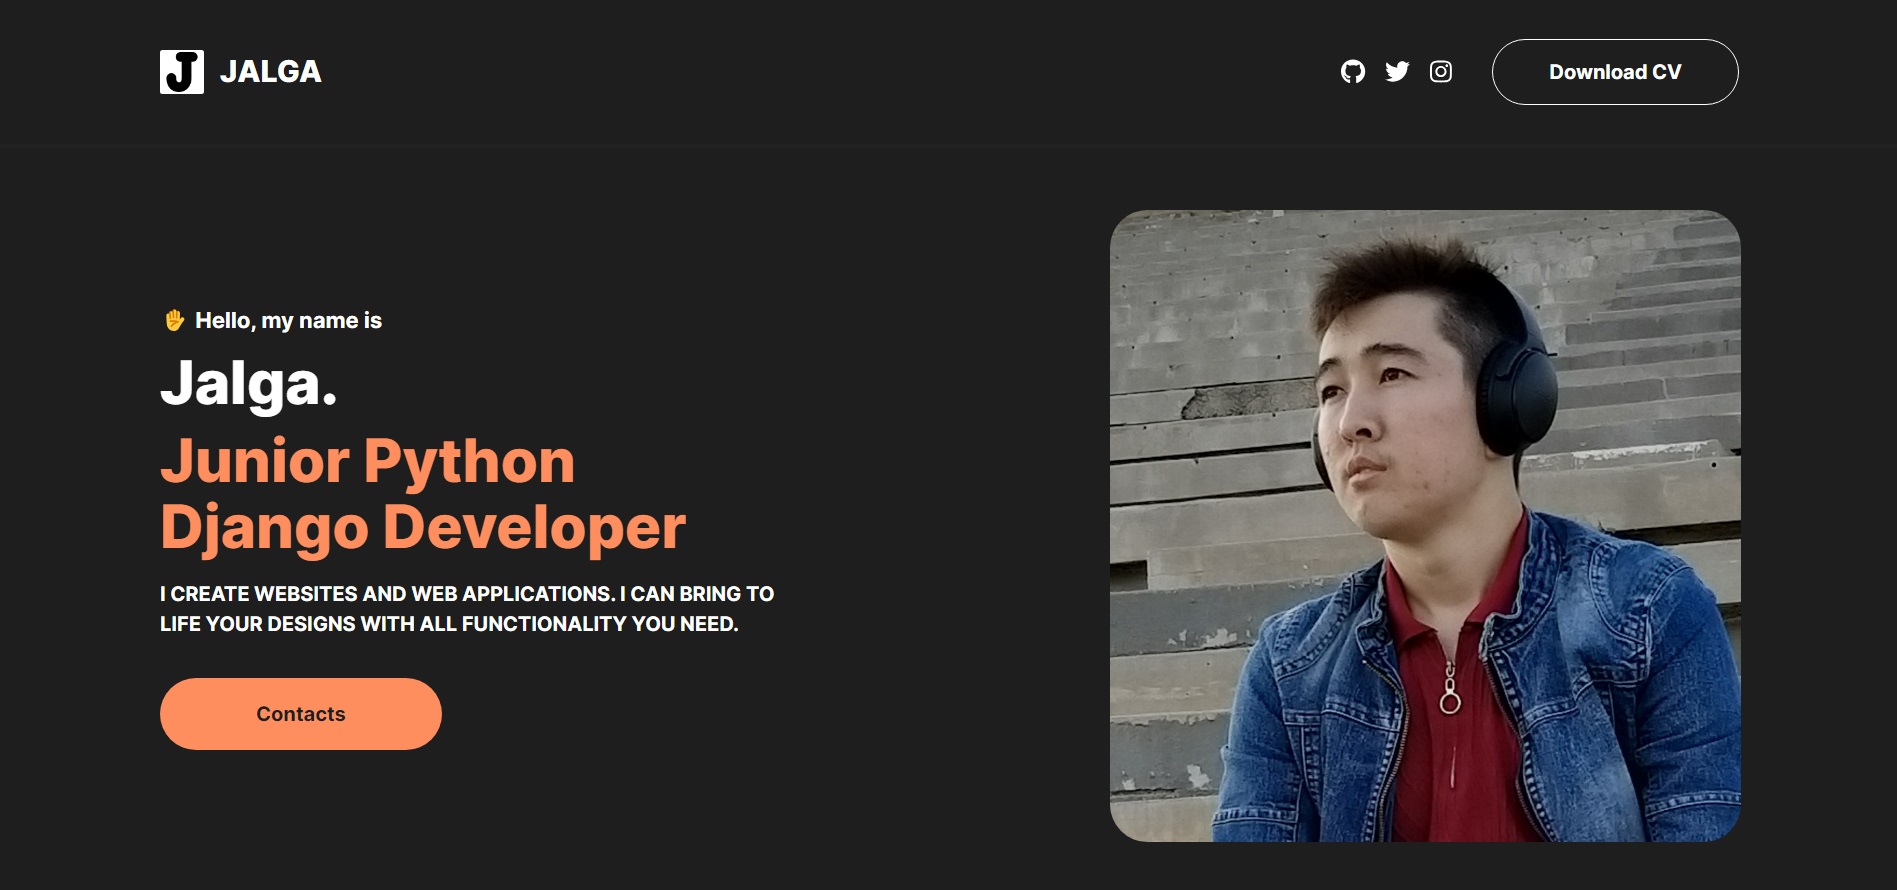 J JALGA
Download CV
✋ Hello, my name is
Jalga.
Junior Python
Django Developer
I CREATE WEBSITES AND WEB APPLICATIONS. I CAN BRING TO
LIFE YOUR DESIGNS WITH ALL FUNCTIONALITY YOU NEED.
Contacts